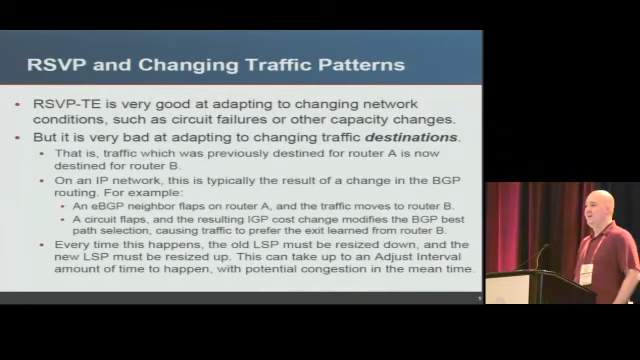 RSVP and Changing Traffic Patterns
• RSVP-TE is very good at adapting to changing network
conditions, such as circuit failures or other capacity changes.
• But it is very bad at adapting to changing traffic destinations.
• That is, traffic which was previously destined for router A is now
destined for router B.
• On an IP network, this is typically the result of a change in the BGP
routing. For example:
• An eBGP neighbor flaps on router A, and the traffic moves to router B.
• A circuit flaps, and the resulting IGP cost change modifies the BGP best
path selection, causing traffic to prefer the exit learned from router B.
• Every time this happens, the old LSP must be resized down, and the
new LSP must be resized up. This can take up to an Adjust Interval
amount of time to happen, with potential congestion in the mean time.